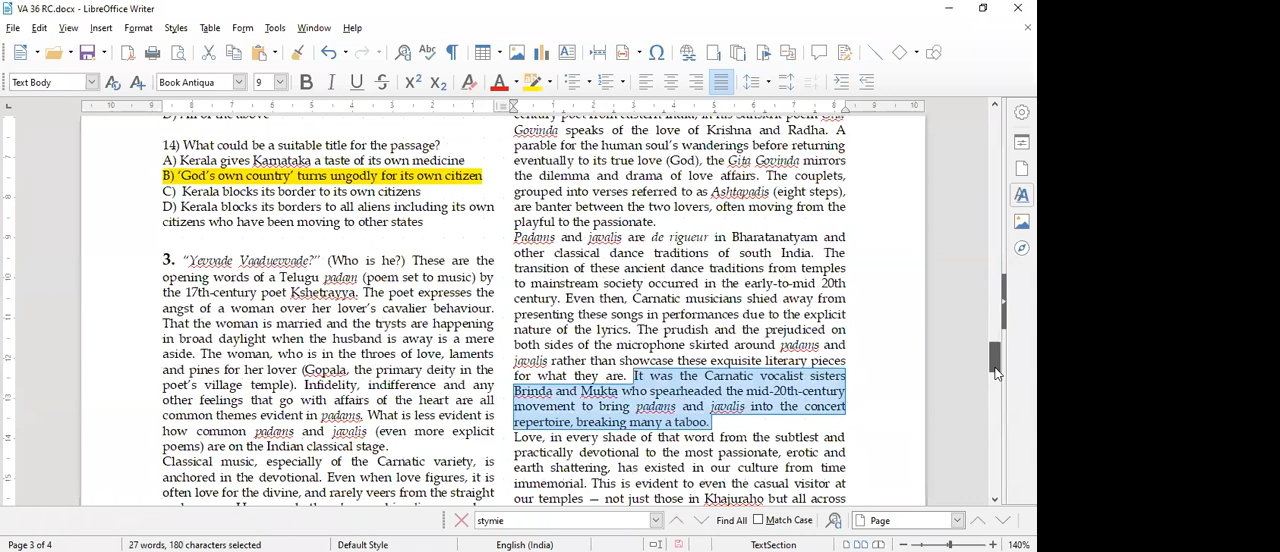 VA 36 RC.docx - LibreOffice Writer
File Edit View Insert Format Styles Table Form Tools Window Help
Text Body Book Antiqua 9
10 9 8 7 6 5 4 3 2 1 1 2 3 4 5 6 7 8 9 10
14) What could be a suitable title for the passage?
A) Kerala gives Karnataka a taste of its own medicine
B) ‘God’s own country’ turns ungodly for its own citizen
C) Kerala blocks its border to its own citizens
D) Kerala blocks its borders to all aliens including its own
citizens who have been moving to other states
3. “Yevvade Vaaduevvade?” (Who is he?) These are the
opening words of a Telugu padam (poem set to music) by
the 17th-century poet Kshetrayya. The poet expresses the
angst of a woman over her lover’s cavalier behaviour.
That the woman is married and the trysts are happening
in broad daylight when the husband is away is a mere
aside. The woman, who is in the throes of love, laments
and pines for her lover (Gopala, the primary deity in the
poet’s village temple). Infidelity, indifference and any
other feelings that go with affairs of the heart are all
common themes evident in padams. What is less evident is
how common padams and javalis (even more explicit
poems) are on the Indian classical stage.
Classical music, especially of the Carnatic variety, is
anchored in the devotional. Even when love figures, it is
often love for the divine, and rarely veers from the straight
Govinda speaks of the love of Krishna and Radha. A
parable for the human soul’s wanderings before returning
eventually to its true love (God), the Gita Govinda mirrors
the dilemma and drama of love affairs. The couplets,
grouped into verses referred to as Ashtapadis (eight steps),
are banter between the two lovers, often moving from the
playful to the passionate.
Padams and javalis are de rigueur in Bharatanatyam and
other classical dance traditions of south India. The
transition of these ancient dance traditions from temples
to mainstream society occurred in the early-to-mid 20th
century. Even then, Carnatic musicians shied away from
presenting these songs in performances due to the explicit
nature of the lyrics. The prudish and the prejudiced on
both sides of the microphone skirted around padams and
javalis rather than showcase these exquisite literary pieces
for what they are. It was the Carnatic vocalist sisters
Brinda and Mukta who spearheaded the mid-20th-century
movement to bring padams and javalis into the concert
repertoire, breaking many a taboo.
Love, in every shade of that word from the subtlest and
practically devotional to the most passionate, erotic and
earth shattering, has existed in our culture from time
immemorial. This is evident to even the casual visitor at
our temples — not just those in Khajuraho but all across
stymie Find All Match Case Page
Page 3 of 4 27 words, 180 characters selected Default Style English (India) TextSection 140%